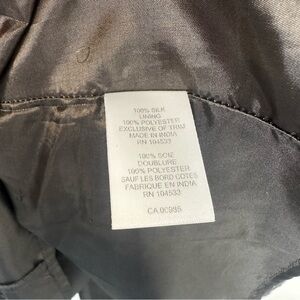 100% SILK
LINING
100% POLYESTER
EXCLUSIVE OF TRIM
MADE IN INDIA
RN 104533
100% SOIE
DOUBLURE
100% POLYESTER
SAUF LES BORD COTES
FABRIQUE EN INDIA
RN 104533
CA 00985